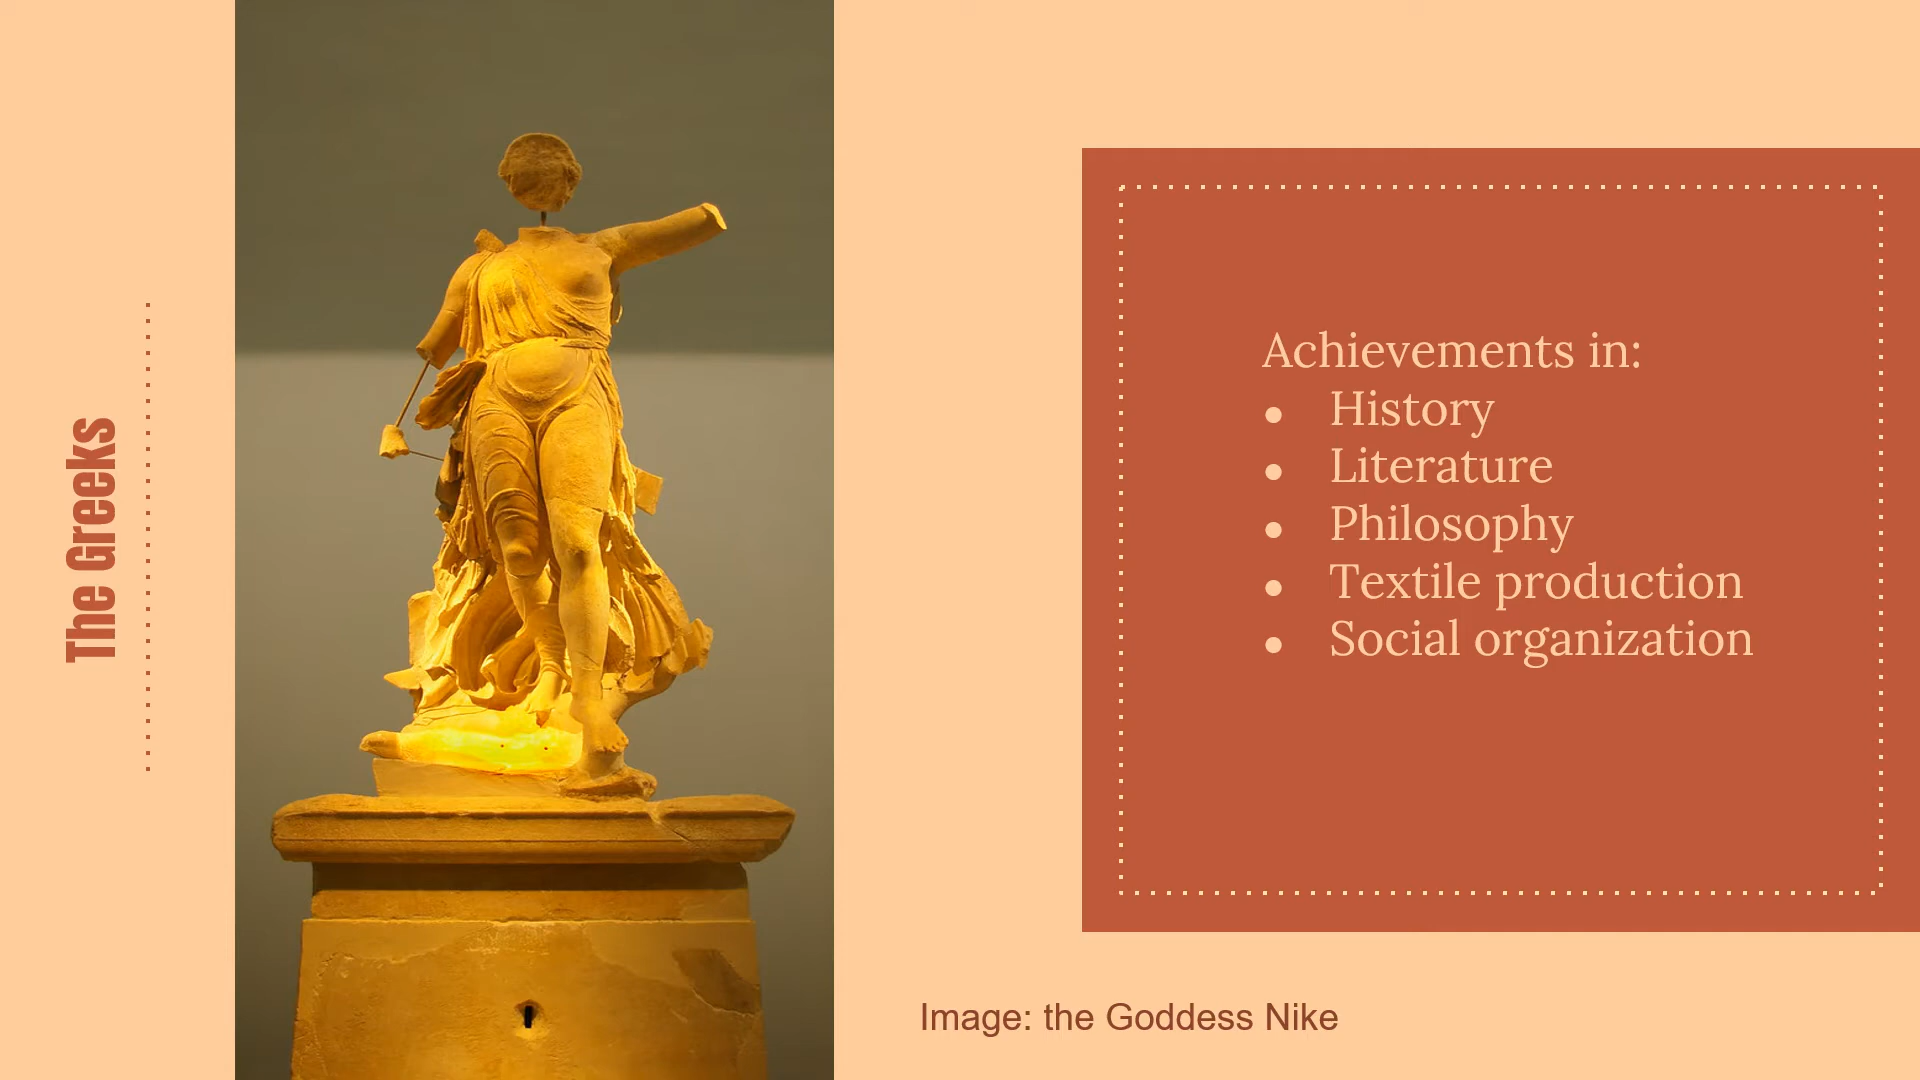 The Greeks
Achievements in:
● History
● Literature
● Philosophy
● Textile production
● Social organization
Image: the Goddess Nike